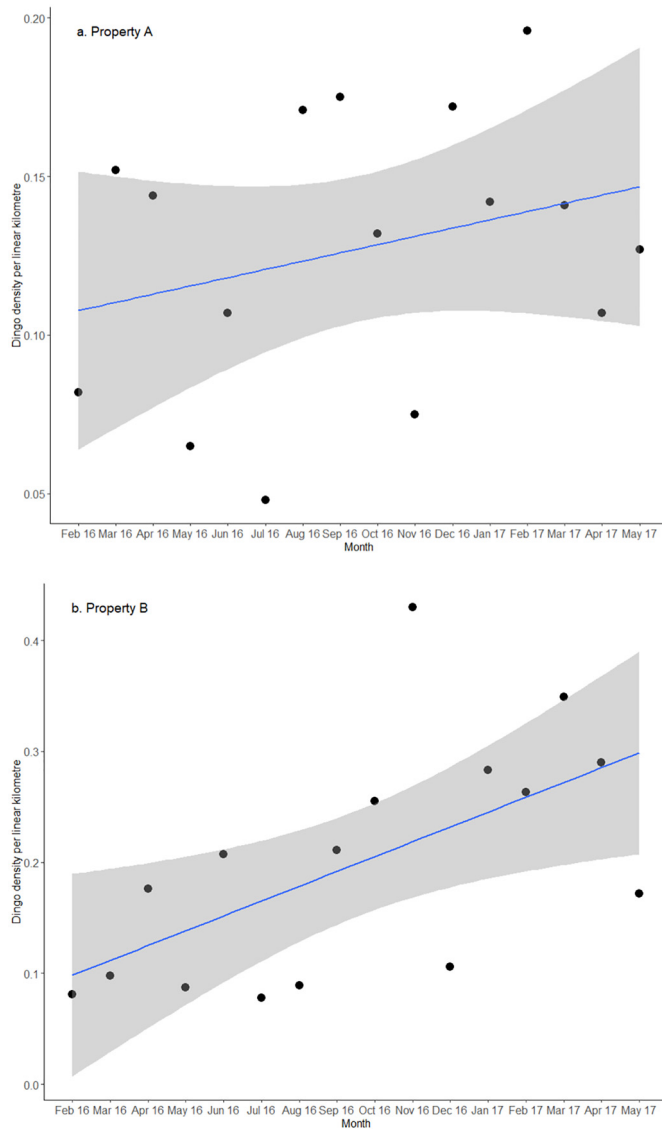 a. Property A
0.20
0.15
0.10
0.05
Dingo density per linear kilometre
Feb 16 Mar 16 Apr 16 May 16 Jun 16 Jul 16 Aug 16 Sep 16 Oct 16 Nov 16 Dec 16 Jan 17 Feb 17 Mar 17 Apr 17 May 17
Month
b. Property B
0.4
0.3
0.2
0.1
0.0
Dingo density per linear kilometre
Feb 16 Mar 16 Apr 16 May 16 Jun 16 Jul 16 Aug 16 Sep 16 Oct 16 Nov 16 Dec 16 Jan 17 Feb 17 Mar 17 Apr 17 May 17
Month